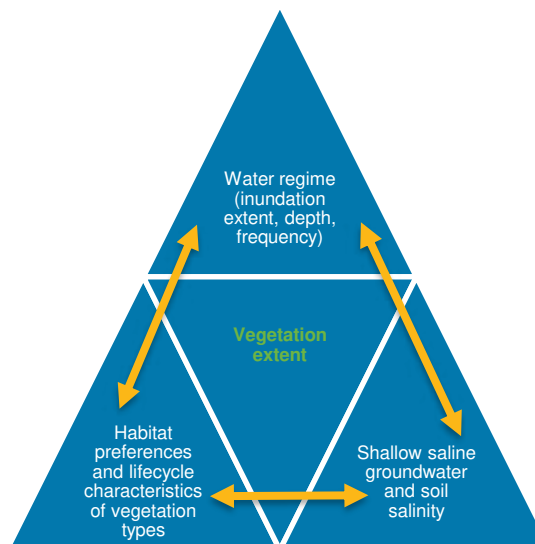 Water regime
(inundation
extent, depth,
frequency)
Vegetation
extent
Habitat
preferences
and lifecycle
characteristics
of vegetation
types
Shallow saline
groundwater
and soil
salinity